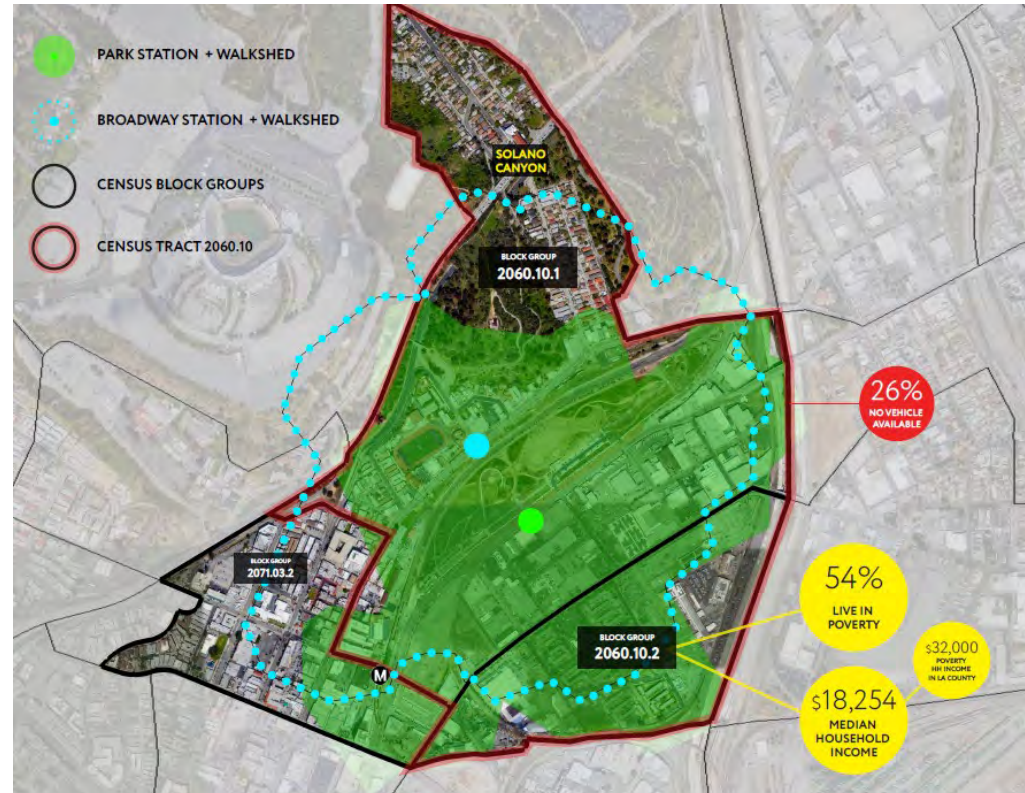 PARK STATION + WALKSHED
BROADWAY STATION + WALKSHED
CENSUS BLOCK GROUPS
CENSUS TRACT 2060.10
SOLANO
CANYON
BLOCK GROUP
2060.10.1
26%
NO VEHICLE
AVAILABLE
BLOCK GROUP
2071.03.2
54%
LIVE IN
POVERTY
BLOCK GROUP
2060.10.2
$32,000
POVERTY
HH INCOME
IN LA COUNTY
M
$18,254
MEDIAN
HOUSEHOLD
INCOME